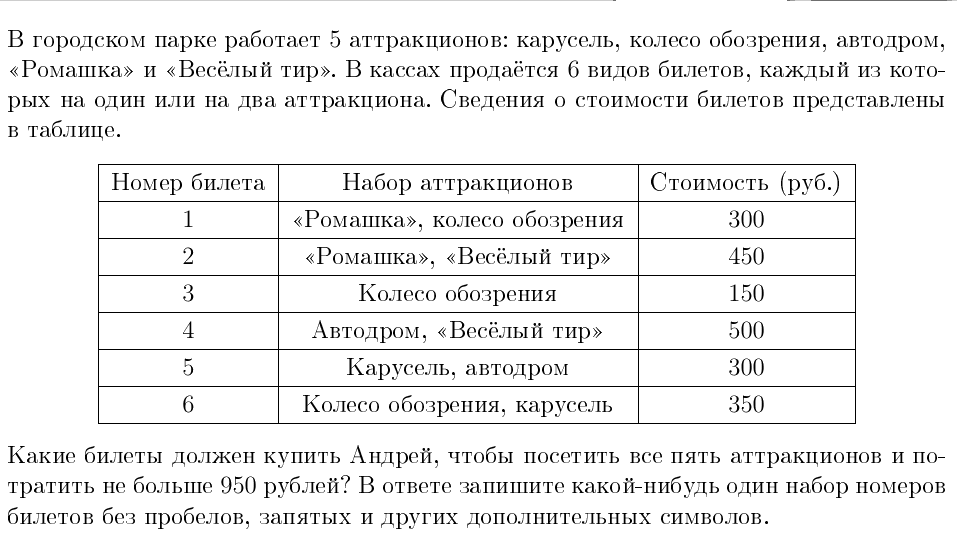 В городском парке работает 5 аттракционов: карусель, колесо обозрения, автодром,
«Ромашка» и «Весёлый тир». В кассах продаётся 6 видов билетов, каждый из кото-
рых на один или на два аттракциона. Сведения о стоимости билетов представлены
в таблице.
Номер билета Набор аттракционов Стоимость (руб.)
1 «Ромашка», колесо обозрения 300
2 «Ромашка», «Весёлый тир» 450
3 Колесо обозрения 150
4 Автодром, «Весёлый тир» 500
5 Карусель, автодром 300
6 Колесо обозрения, карусель 350
Какие билеты должен купить Андрей, чтобы посетить все пять аттракционов и по-
тратить не больше 950 рублей? В ответе запишите какой-нибудь один набор номеров
билетов без пробелов, запятых и других дополнительных символов.